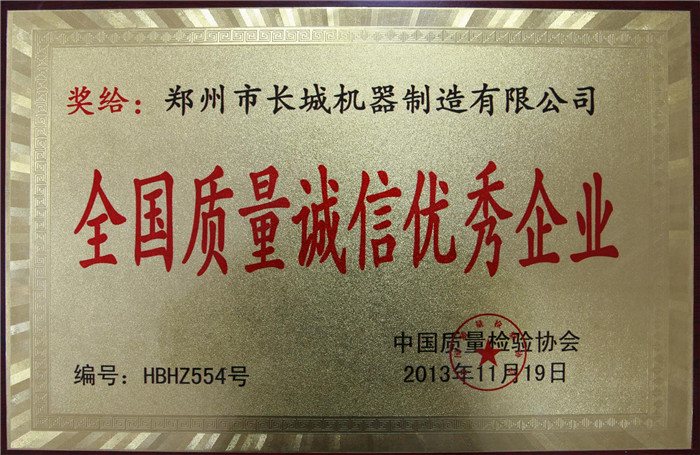 奖给：郑州市长城机器制造有限公司
全国质量诚信优秀企业
中国质量检验协会
编号：HBHZ554号
2013年11月19日